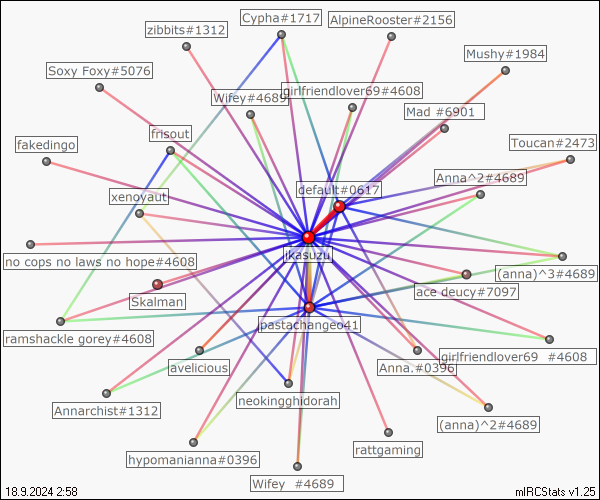 Cypha#1717
AlpineRooster#2156
zibbits#1312
Mushy#1984
Soxy Foxy#5076
Wifey#4689
girlfriendlover69#4608
Mad #6901
frisout
Toucan#2473
fakedingo
Anna^2#4689
default#0617
xenoyaut
ikasuzu
no cops no laws no hope#4608
(anna)^3#4689
ace deucy#7097
Skalman
pastachangeo41
ramshackle gorey#4608
girlfriendlover69 #4608
avelicious
Anna.#0396
neokingghidorah
Annarchist#1312
(anna)^2#4689
rattgaming
hypomanianna#0396
Wifey #4689
18.9.2024 2:58
mIRCStats v1.25